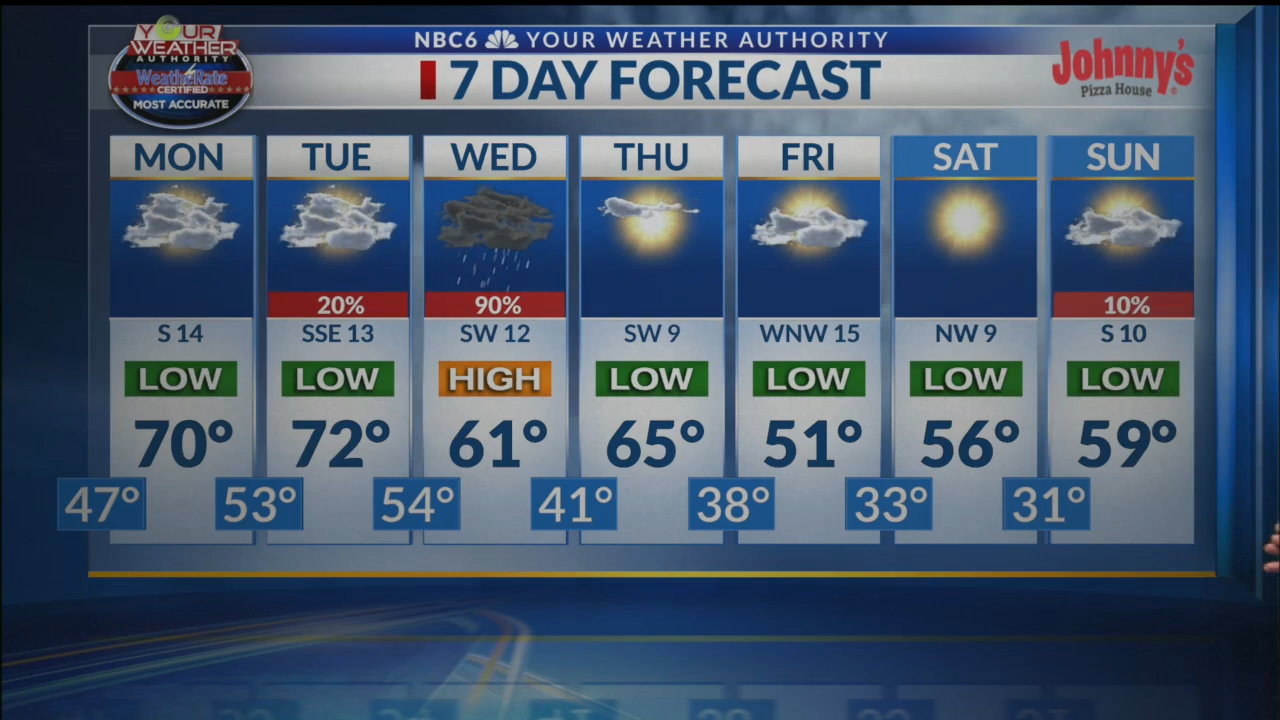 YOUR
WEATHER
AUTHORITY
WeatheRate
CERTIFIED
MOST ACCURATE
NBC6 YOUR WEATHER AUTHORITY
7 DAY FORECAST
Johnny's
Pizza House®
MON TUE WED THU FRI SAT SUN
20% 90% 10%
S 14 SSE 13 SW 12 SW 9 WNW 15 NW 9 S 10
LOW LOW HIGH LOW LOW LOW LOW
70° 72° 61° 65° 51° 56° 59°
47° 53° 54° 41° 38° 33° 31°